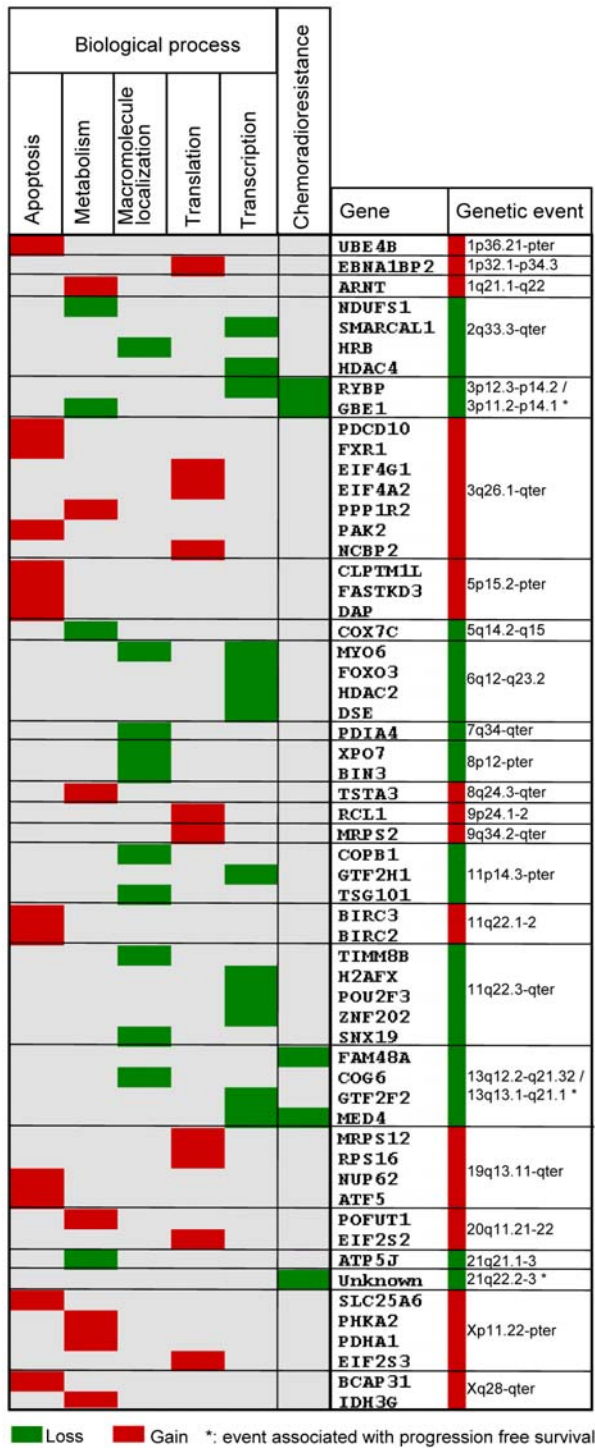 Biological process
Apoptosis
Metabolism
Macromolecule
localization
Translation
Transcription
Chemoradioresistance
Gene
Genetic event
UBE4B
1p36.21-pter
EBNA1BP2
1p32.1-p34.3
ARNT
1q21.1-q22
NDUFS1
SMARCAL1
HRB
HDAC4
2q33.3-qter
RYBP
GBE1
3p12.3-p14.2 /
3p11.2-p14.1 *
PDCD10
FXR1
EIF4G1
EIF4A2
PPP1R2
PAK2
NCBP2
3q26.1-qter
CLPTM1L
FASTKD3
DAP
5p15.2-pter
COX7C
5q14.2-q15
MYO6
FOXO3
HDAC2
DSE
6q12-q23.2
PDIA4
7q34-qter
XPO7
BIN3
8p12-pter
TSTA3
8q24.3-qter
RCL1
9p24.1-2
MRPS2
9q34.2-qter
COPB1
GTF2H1
TSG101
11p14.3-pter
BIRC3
BIRC2
11q22.1-2
TIMM8B
H2AFX
POU2F3
ZNF202
SNX19
11q22.3-qter
FAM48A
COG6
GTF2F2
MED4
13q12.2-q21.32 /
13q13.1-q21.1 *
MRPS12
RPS16
NUP62
ATF5
19q13.11-qter
POFUT1
EIF2S2
20q11.21-22
ATP5J
21q21.1-3
Unknown
21q22.2-3 *
SLC25A6
PHKA2
PDHA1
EIF2S3
Xp11.22-pter
BCAP31
IDH3G
Xq28-qter
Loss Gain *: event associated with progression free survival